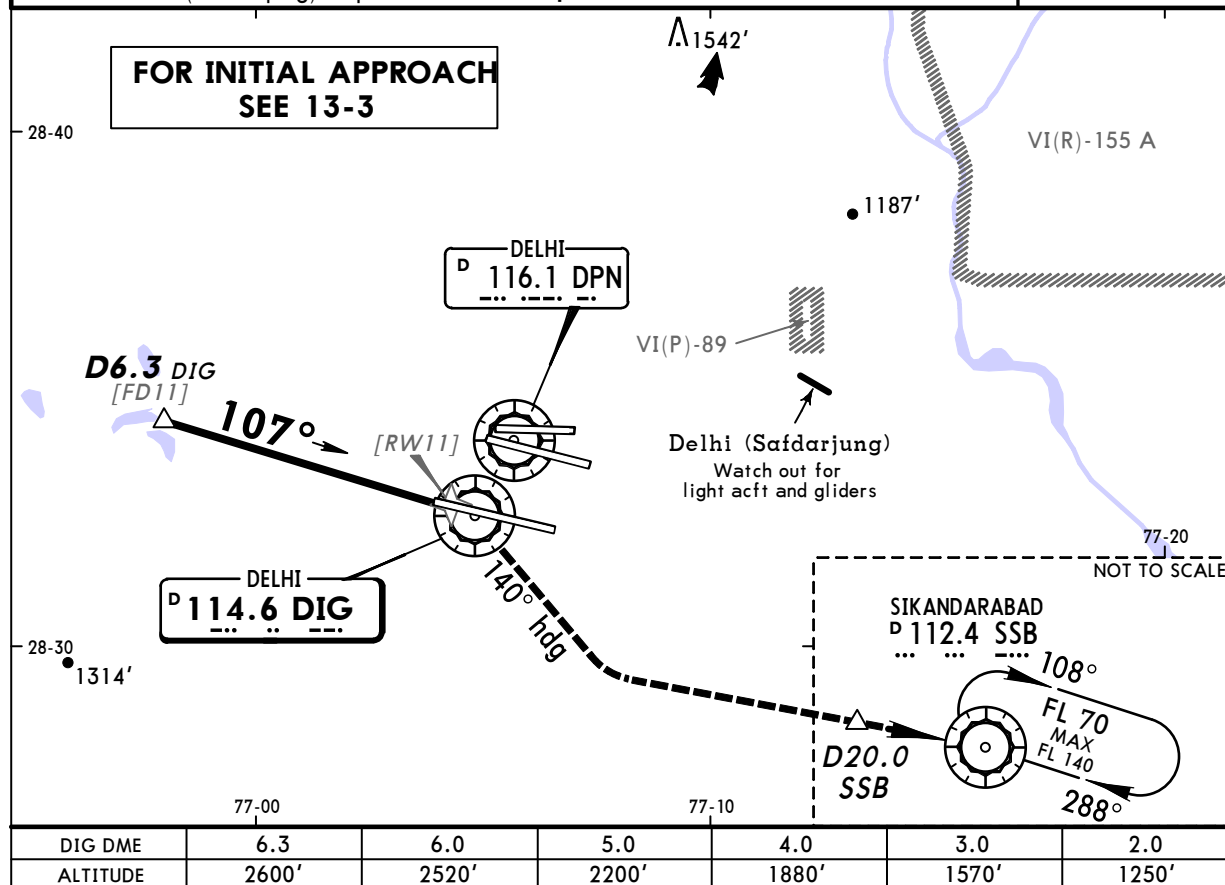 1542'
FOR INITIAL APPROACH
SEE 13-3
28-40
VI(R)-155 A
1187'
DELHI
D 116.1 DPN
VI(P)-89
D6.3 DIG
[FD11]
107°
[RW11]
Delhi (Safdarjung)
Watch out for
light acft and gliders
77-20
NOT TO SCALE
DELHI
D 114.6 DIG
140° hdg
SIKANDARABAD
D 112.4 SSB
28-30
1314'
108°
FL 70
MAX
FL 140
288°
D20.0
SSB
77-00
77-10
DIG DME 6.3 6.0 5.0 4.0 3.0 2.0
ALTITUDE 2600' 2520' 2200' 1880' 1570' 1250'